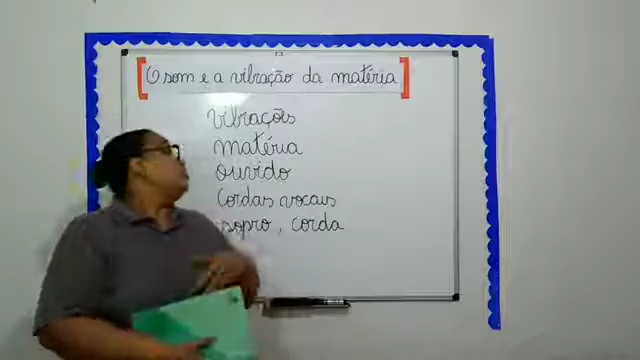 O som e a vibração da matéria
vibrações
matéria
ouvido
cordas vocais
sopro, corda